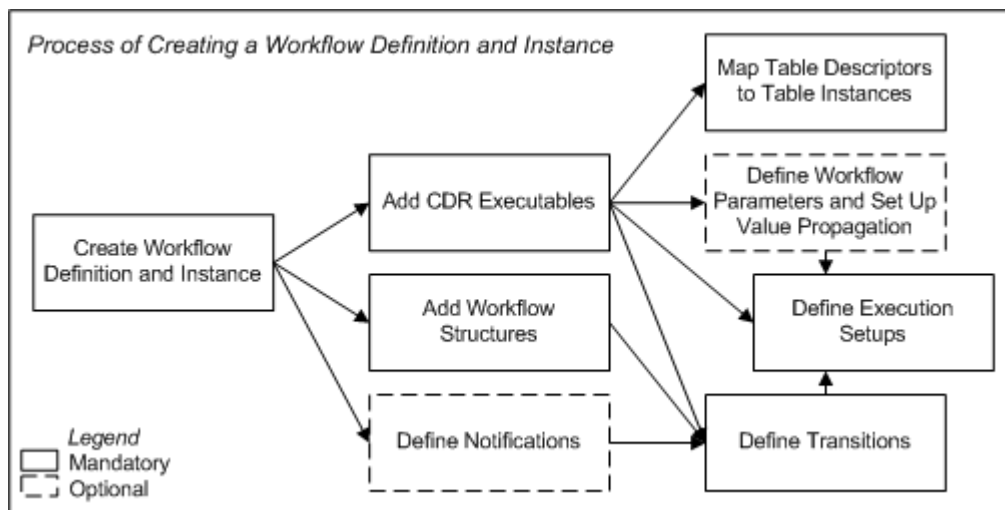 Process of Creating a Workflow Definition and Instance
Map Table Descriptors
to Table Instances
Add CDR Executables
Define Workflow
Parameters and Set Up
Value Propagation
Create Workflow
Definition and Instance
Add Workflow
Structures
Define Execution
Setups
Define Notifications
Define Transitions
Legend
Mandatory
Optional